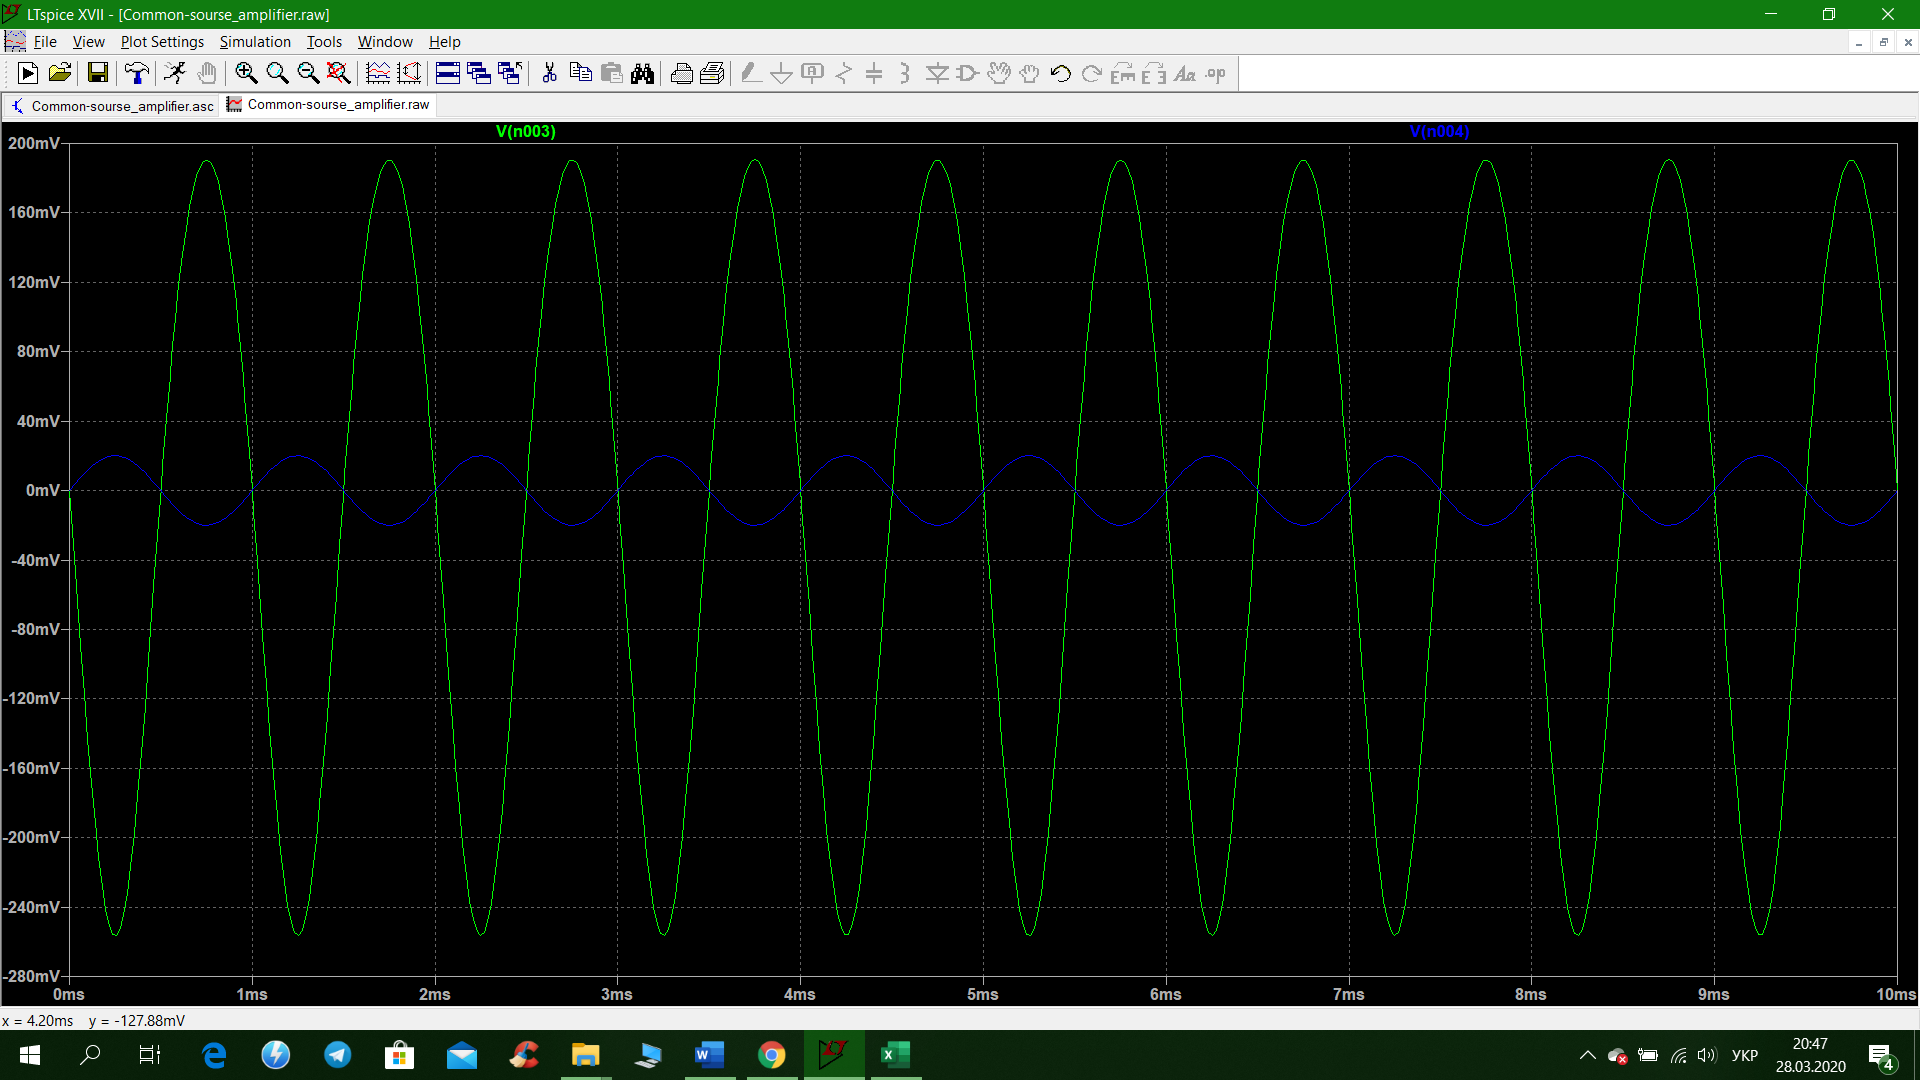 LTspice XVII - [Common-sourse_amplifier.raw]
File View Plot Settings Simulation Tools Window Help
Common-sourse_amplifier.asc Common-sourse_amplifier.raw
V(n003) V(n004)
200mV
160mV
120mV
80mV
40mV
0mV
-40mV
-80mV
-120mV
-160mV
-200mV
-240mV
-280mV
0ms 1ms 2ms 3ms 4ms 5ms 6ms 7ms 8ms 9ms 10ms
x = 4.20ms y = -127.88mV
УКР
20:47
28.03.2020
4